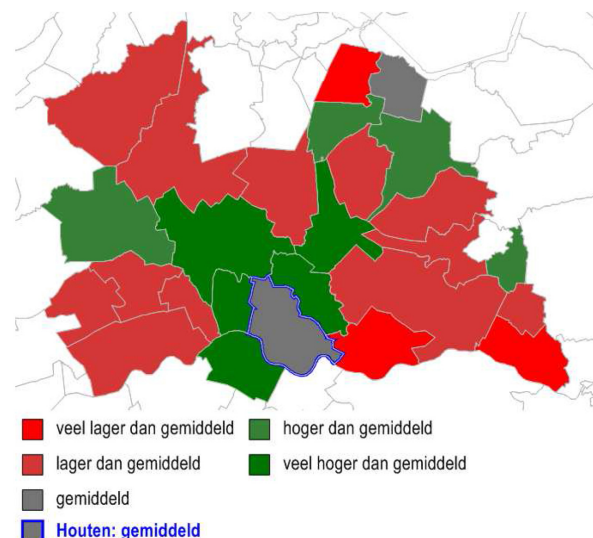 veel lager dan gemiddeld
hoger dan gemiddeld
lager dan gemiddeld
veel hoger dan gemiddeld
gemiddeld
Houten: gemiddeld